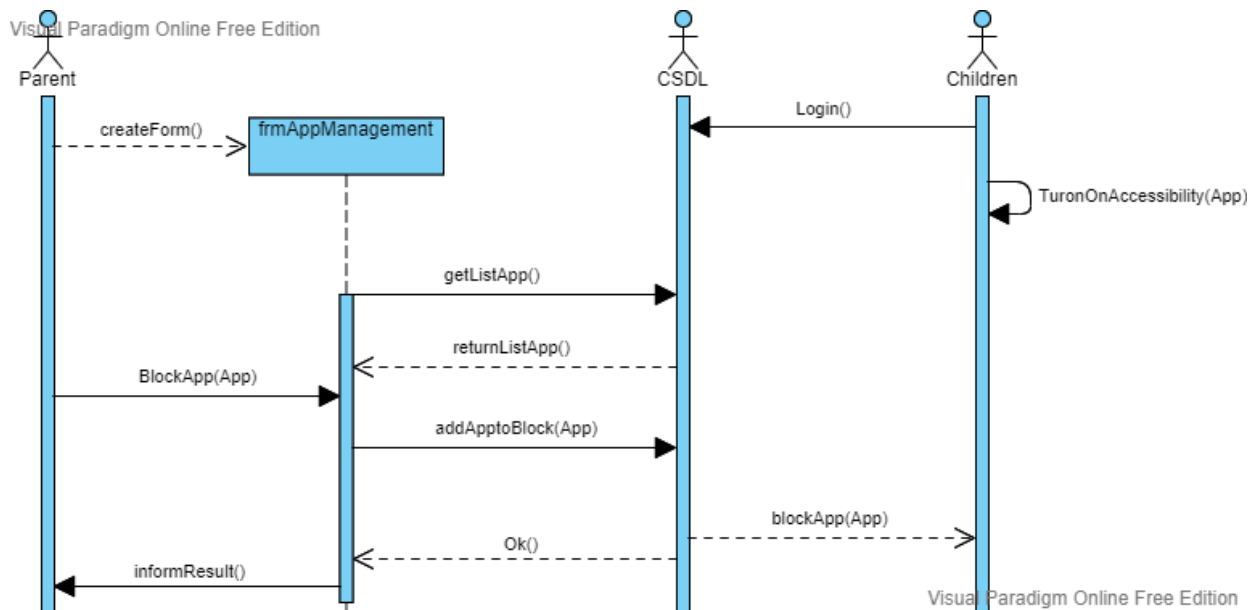 Visual Paradigm Online Free Edition
Parent
CSDL
Children
createForm()
frmAppManagement
Login()
TuronOnAccessibility(App)
getListApp()
returnListApp()
BlockApp(App)
addApptoBlock(App)
blockApp(App)
Ok()
informResult()
Visual Paradigm Online Free Edition